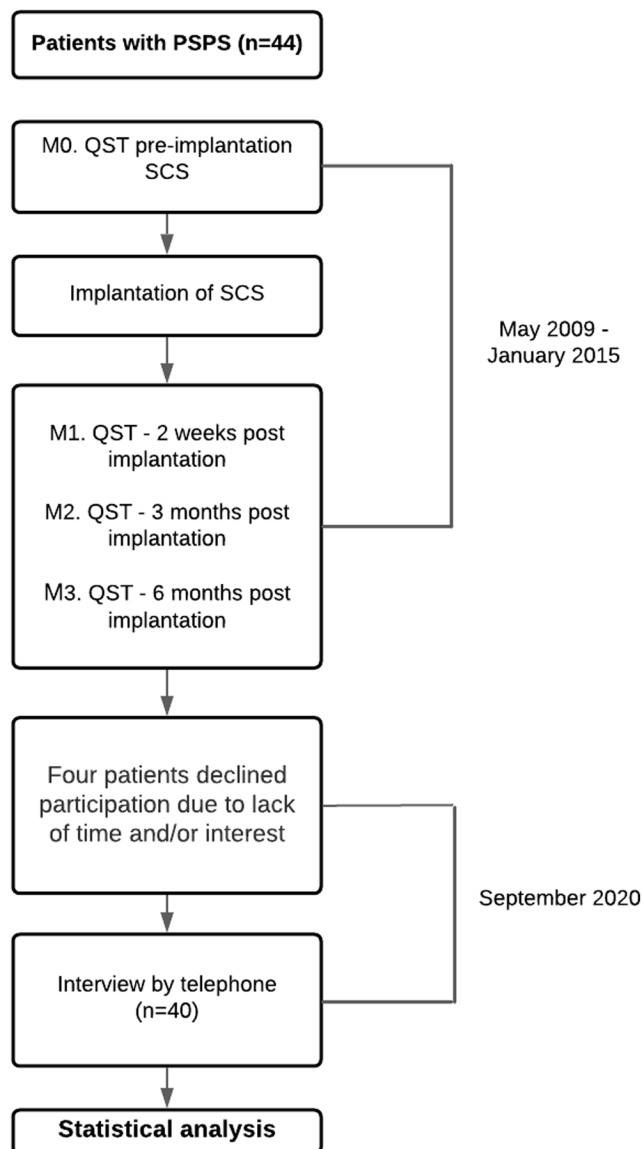 Patients with PSPS (n=44)
M0. QST pre-implantation
SCS
Implantation of SCS
May 2009 -
January 2015
M1. QST - 2 weeks post
implantation
M2. QST - 3 months post
implantation
M3. QST - 6 months post
implantation
Four patients declined
participation due to lack
of time and/or interest
September 2020
Interview by telephone
(n=40)
Statistical analysis